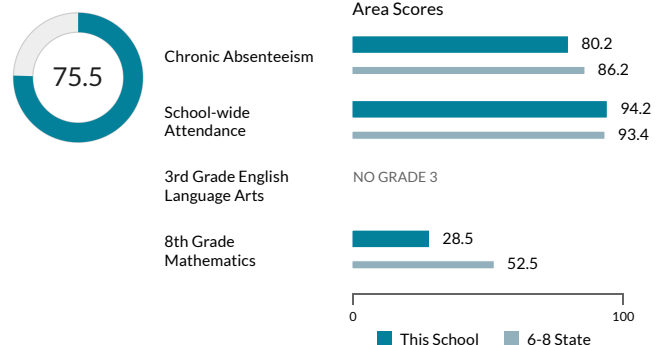 Area Scores
75.5
Chronic Absenteeism
80.2
86.2
School-wide
Attendance
94.2
93.4
3rd Grade English
Language Arts
NO GRADE 3
8th Grade
Mathematics
28.5
52.5
0
100
This School
6-8 State